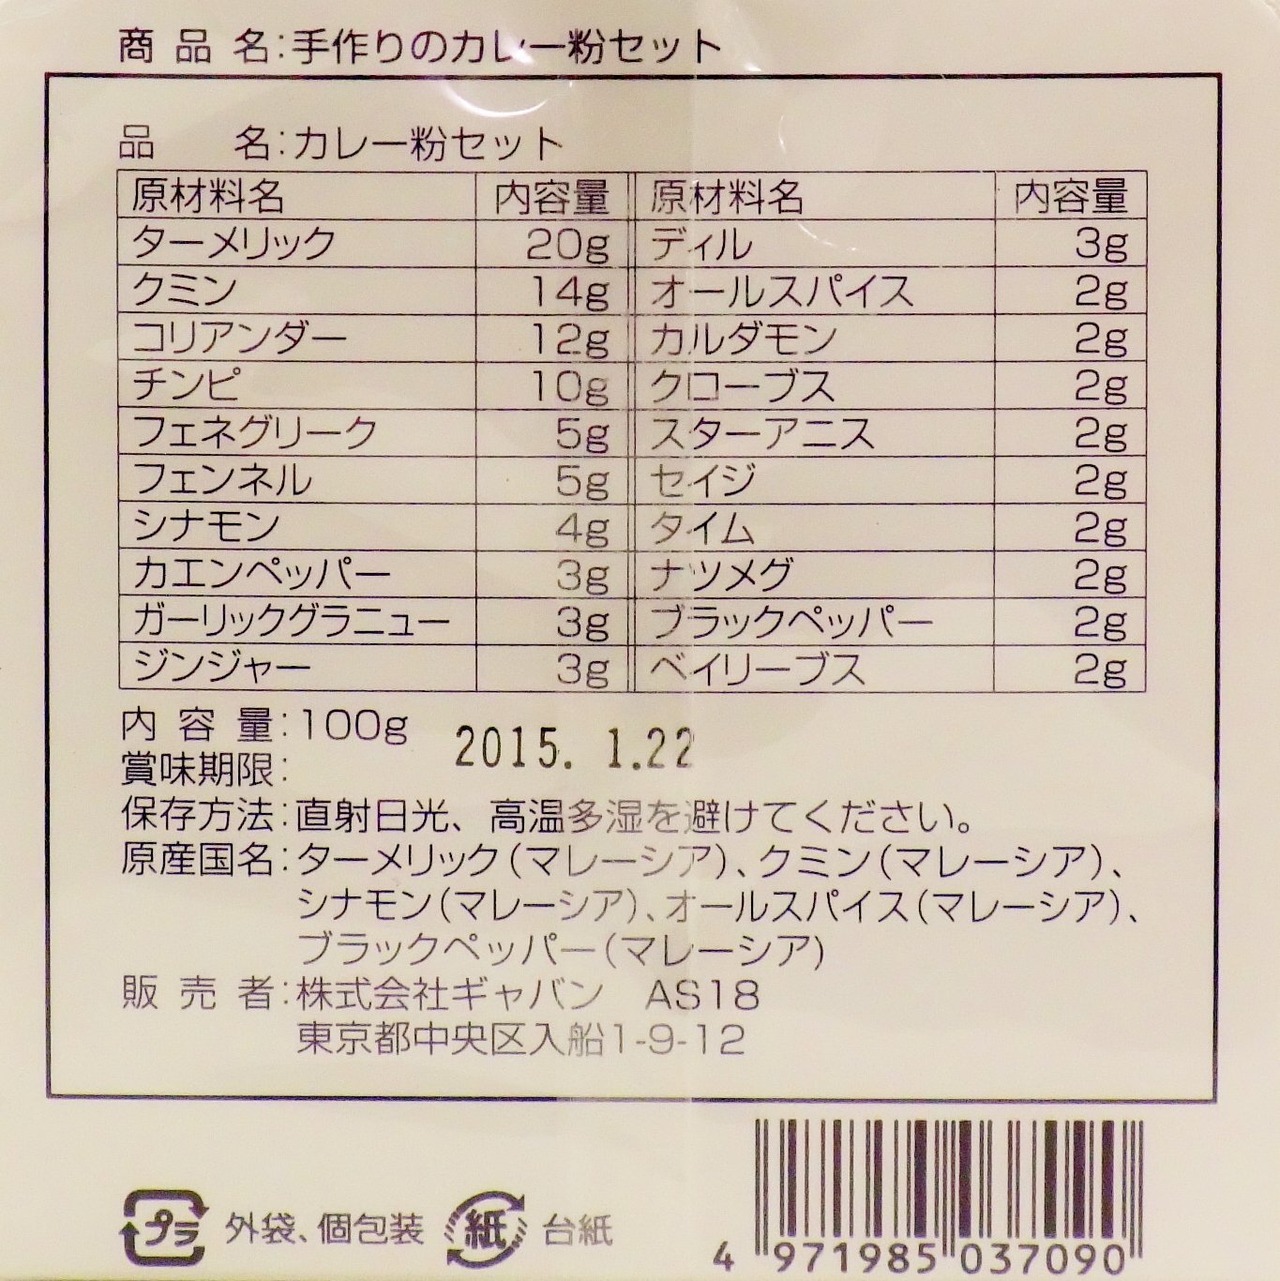 商品名:手作りのカレー粉セット
品　　名:カレー粉セット
原材料名 内容量 原材料名 内容量
ターメリック 20g ディル 3g
クミン 14g オールスパイス 2g
コリアンダー 12g カルダモン 2g
チンピ 10g クローブス 2g
フェネグリーク 5g スターアニス 2g
フェンネル 5g セイジ 2g
シナモン 4g タイム 2g
カエンペッパー 3g ナツメグ 2g
ガーリックグラニュー 3g ブラックペッパー 2g
ジンジャー 3g ベイリーブス 2g
内容量:100g
賞味期限: 2015. 1.22
保存方法:直射日光、高温多湿を避けてください。
原産国名:ターメリック(マレーシア)、クミン(マレーシア)、
シナモン(マレーシア)、オールスパイス(マレーシア)、
ブラックペッパー(マレーシア)
販売者:株式会社ギャバン　AS18
東京都中央区入船1-9-12
プラ 外袋、個包装 紙 台紙
4 971985 037090